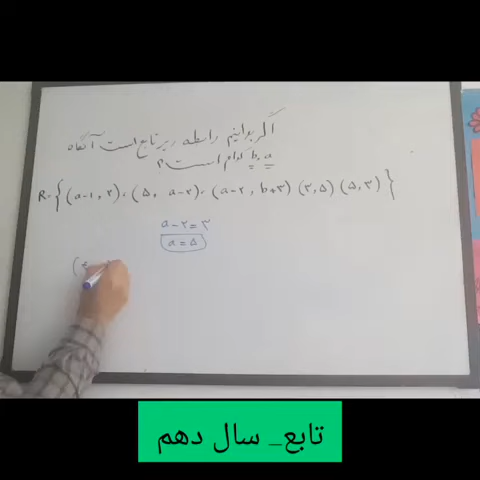 اگر بدانیم رابطه زیر تابع است آنگاه
b, a کدام است؟
R={(a-1, ۲), (۵, a-۲), (a-۲, b+۳) (۳,۵) (۵,۳)}
a-۲=۳
a=۵
تابع_ سال دهم